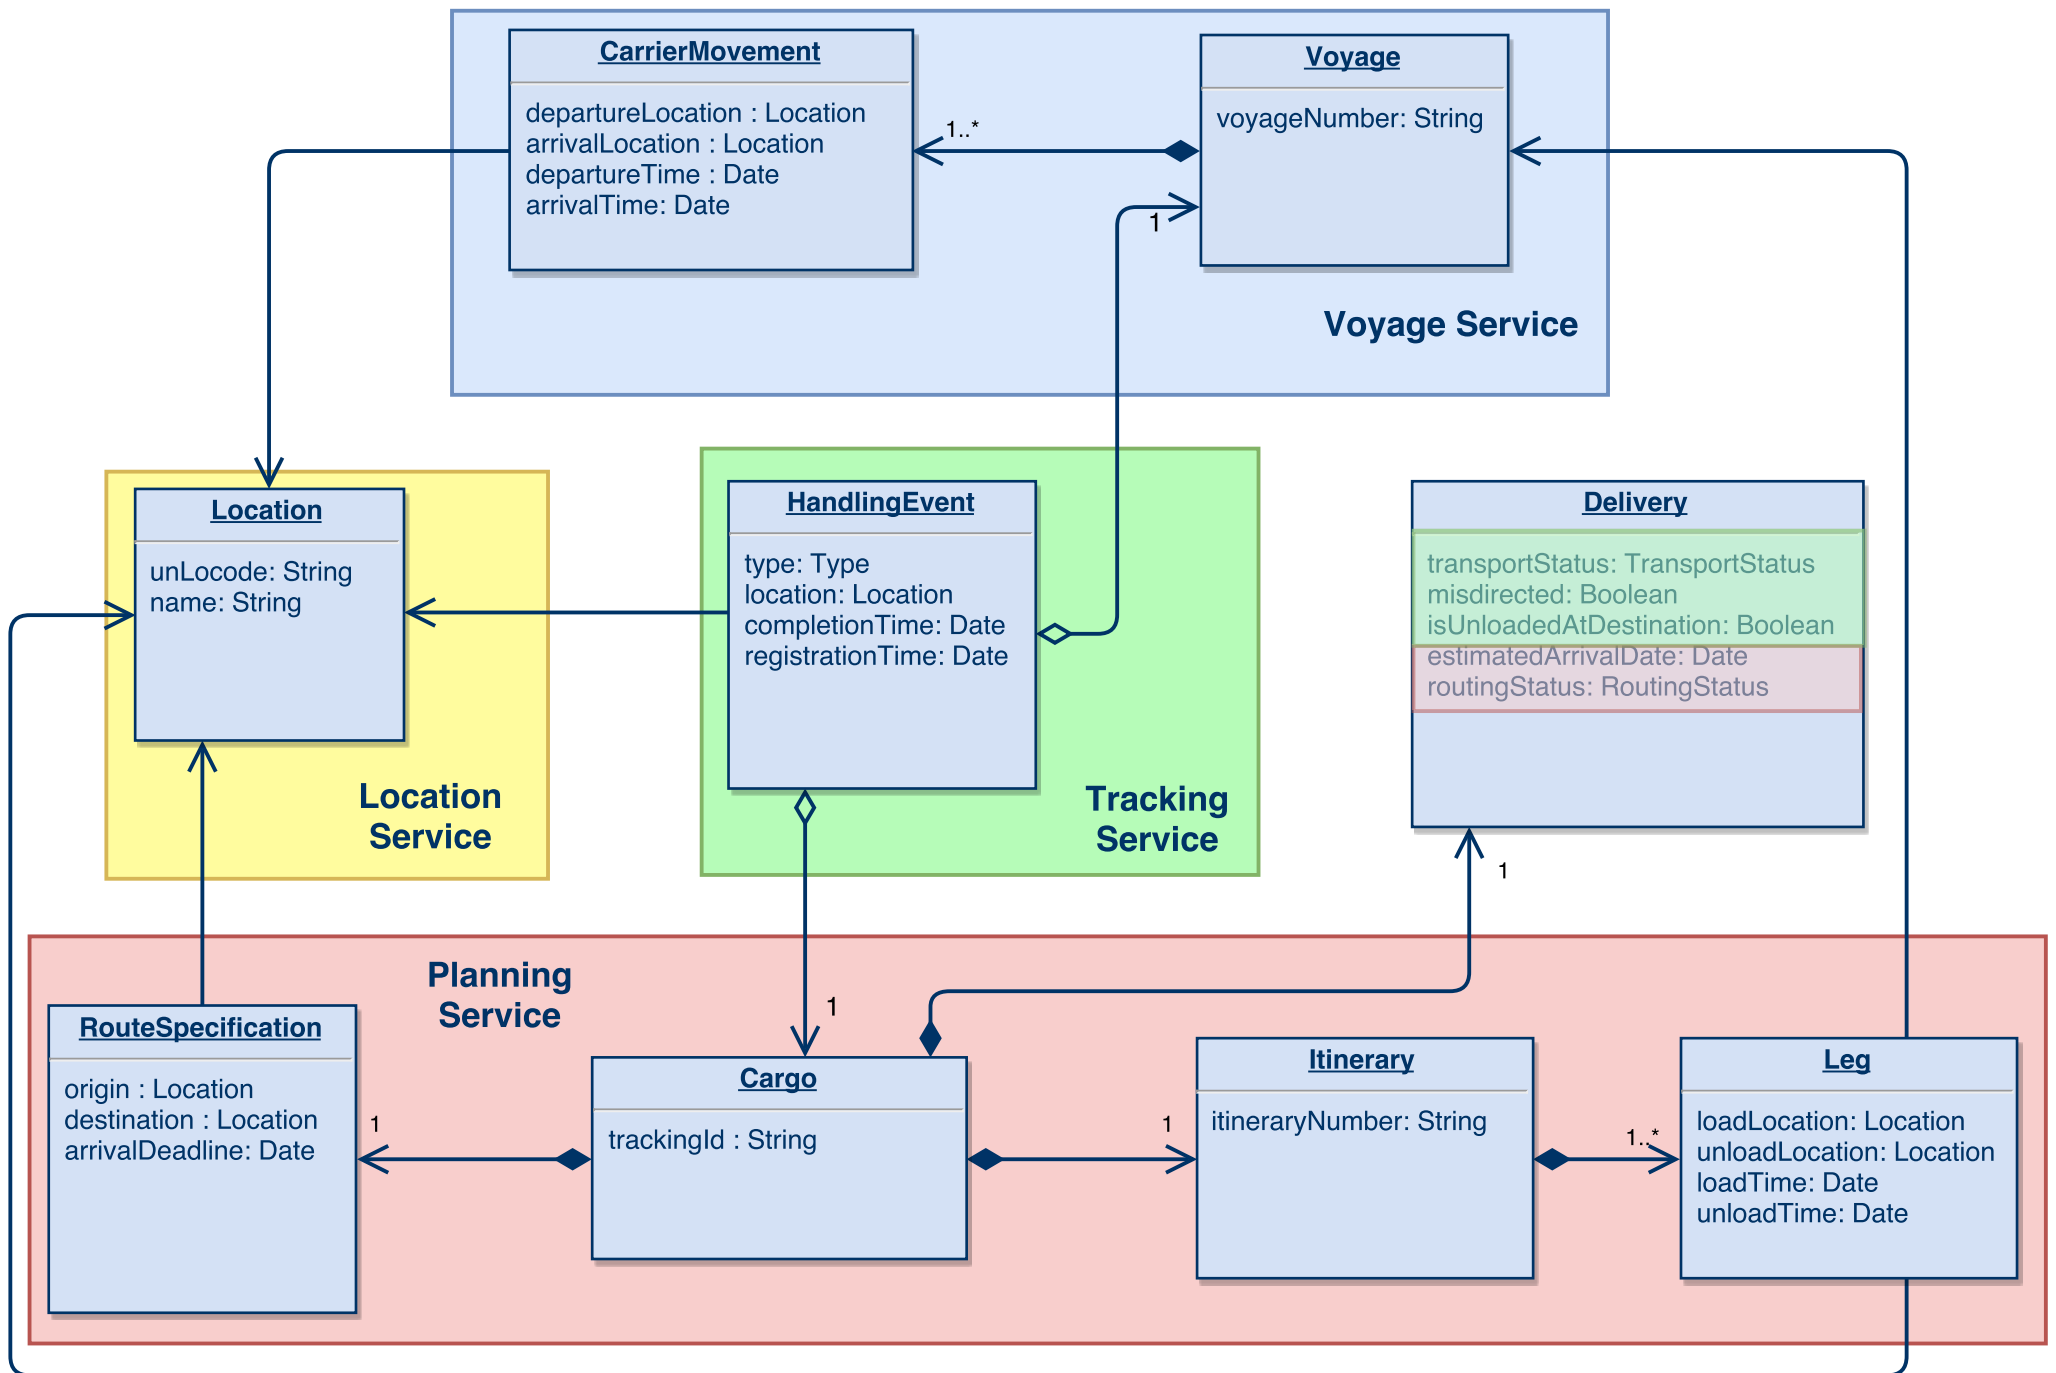 CarrierMovement
departureLocation : Location
arrivalLocation : Location
departureTime : Date
arrivalTime: Date
1..*
Voyage
voyageNumber: String
1
Voyage Service
Location
unLocode: String
name: String
Location
Service
HandlingEvent
type: Type
location: Location
completionTime: Date
registrationTime: Date
Tracking
Service
Delivery
transportStatus: TransportStatus
misdirected: Boolean
isUnloadedAtDestination: Boolean
estimatedArrivalDate: Date
routingStatus: RoutingStatus
1
Planning
Service
1
RouteSpecification
origin : Location
destination : Location
arrivalDeadline: Date
1
Cargo
trackingId : String
1
Itinerary
itineraryNumber: String
1..*
Leg
loadLocation: Location
unloadLocation: Location
loadTime: Date
unloadTime: Date